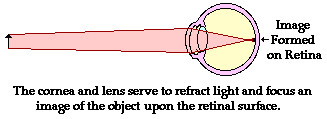 Image
Formed
on Retina
The cornea and lens serve to refract light and focus an
image of the object upon the retinal surface.